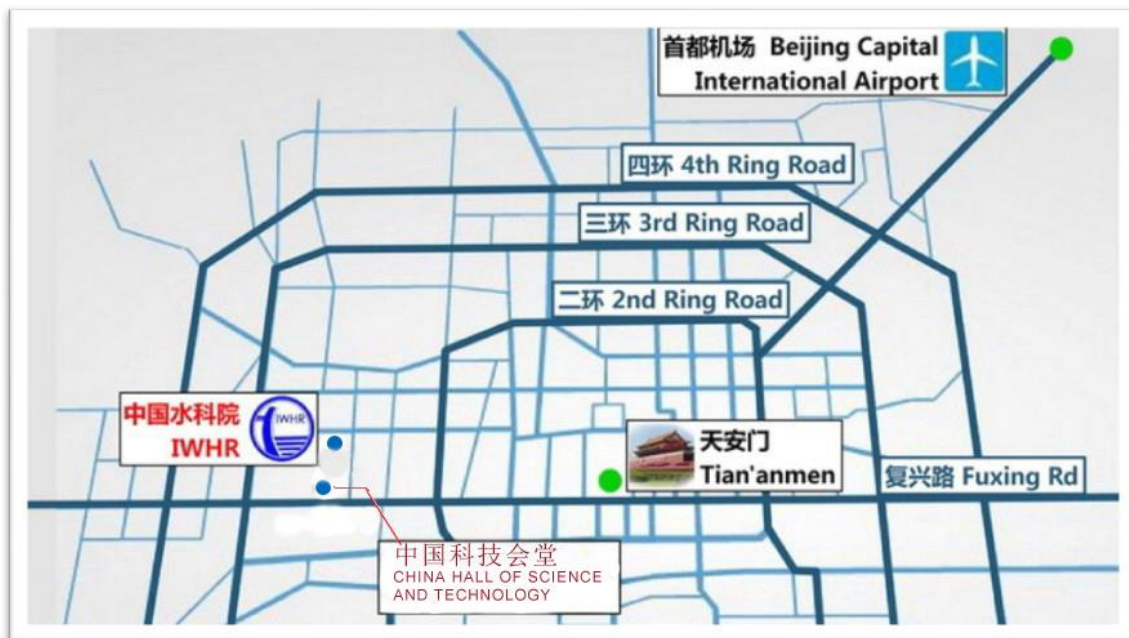 首都机场 Beijing Capital
International Airport
四环 4th Ring Road
三环 3rd Ring Road
二环 2nd Ring Road
中国水科院
IWHR
IWHR
天安门
Tian'anmen
复兴路 Fuxing Rd
中国科技会堂
CHINA HALL OF SCIENCE
AND TECHNOLOGY